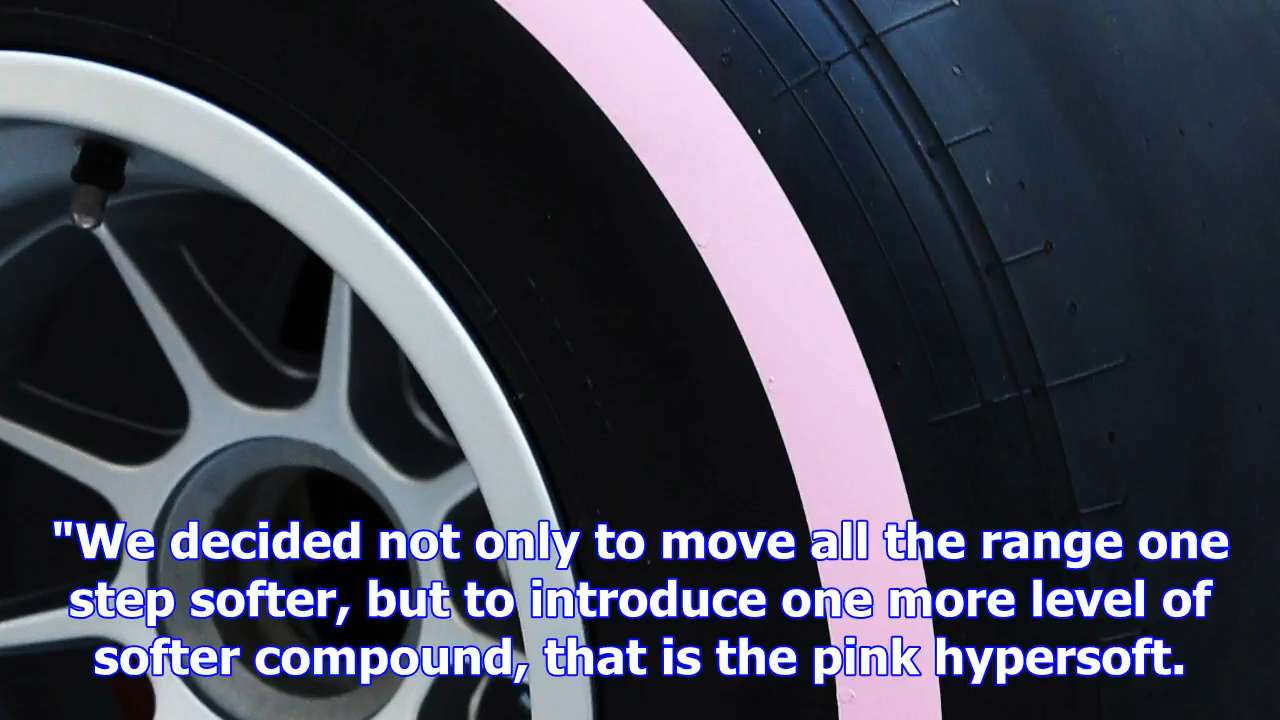 "We decided not only to move all the range one
step softer, but to introduce one more level of
softer compound, that is the pink hypersoft.